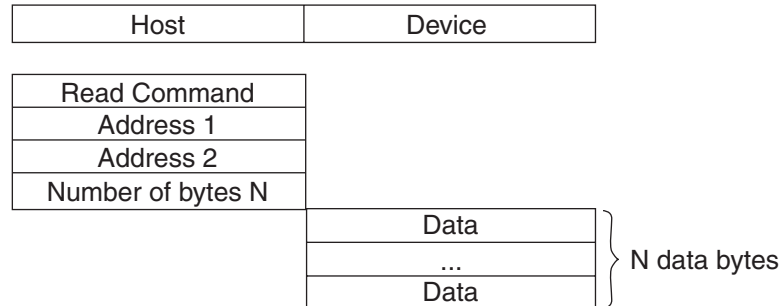 Host Device
Read Command
Address 1
Address 2
Number of bytes N
Data
...
N data bytes
Data